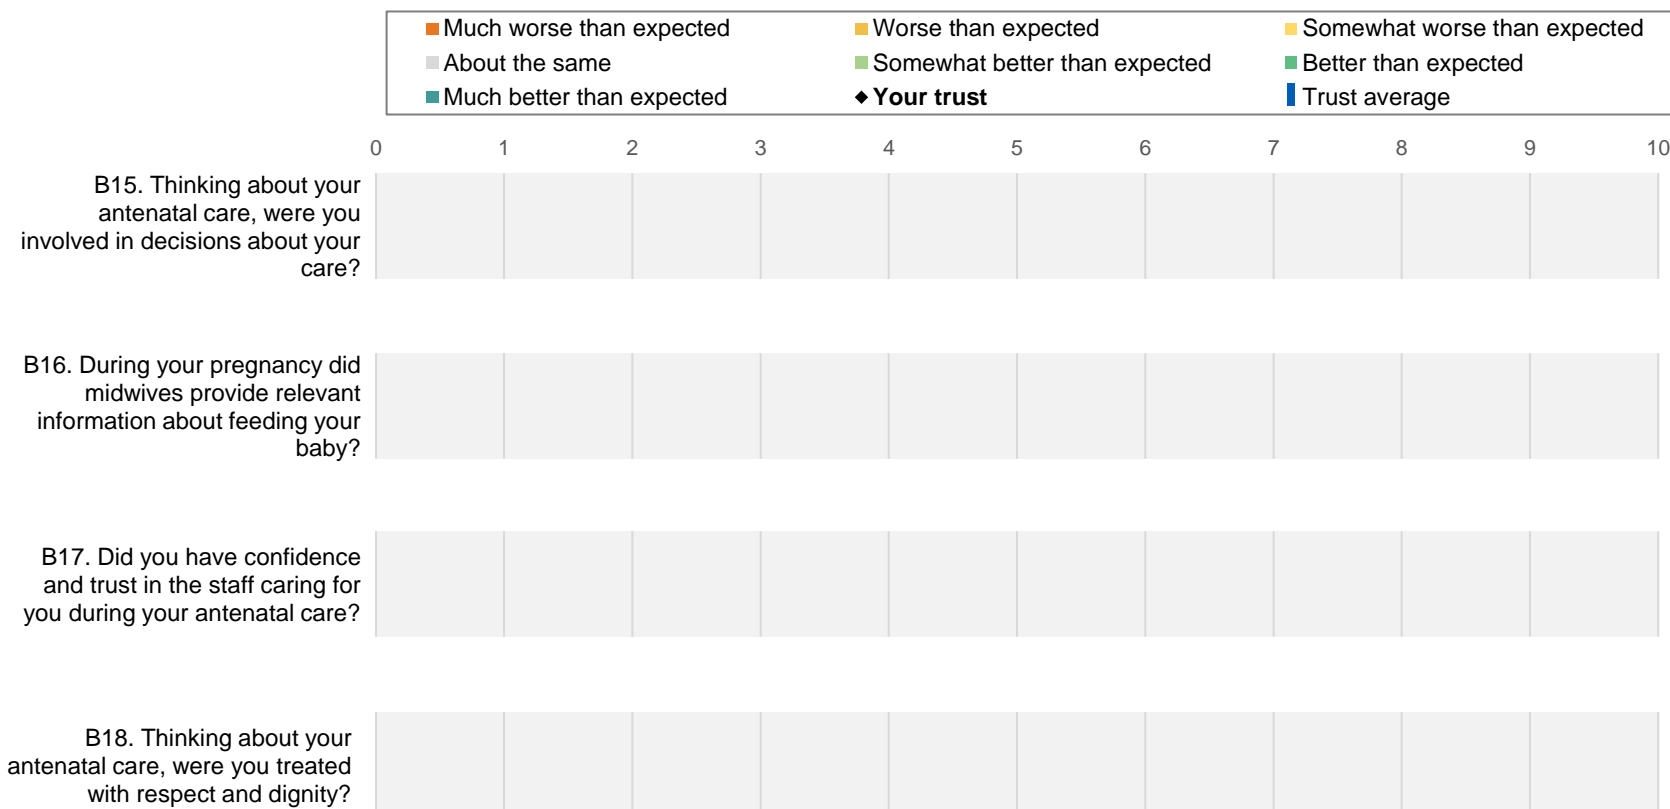 Much worse than expected
Worse than expected
Somewhat worse than expected
About the same
Somewhat better than expected
Better than expected
Much better than expected
Your trust
Trust average
0 1 2 3 4 5 6 7 8 9 10
B15. Thinking about your
antenatal care, were you
involved in decisions about your
care?
B16. During your pregnancy did
midwives provide relevant
information about feeding your
baby?
B17. Did you have confidence
and trust in the staff caring for
you during your antenatal care?
B18. Thinking about your
antenatal care, were you treated
with respect and dignity?